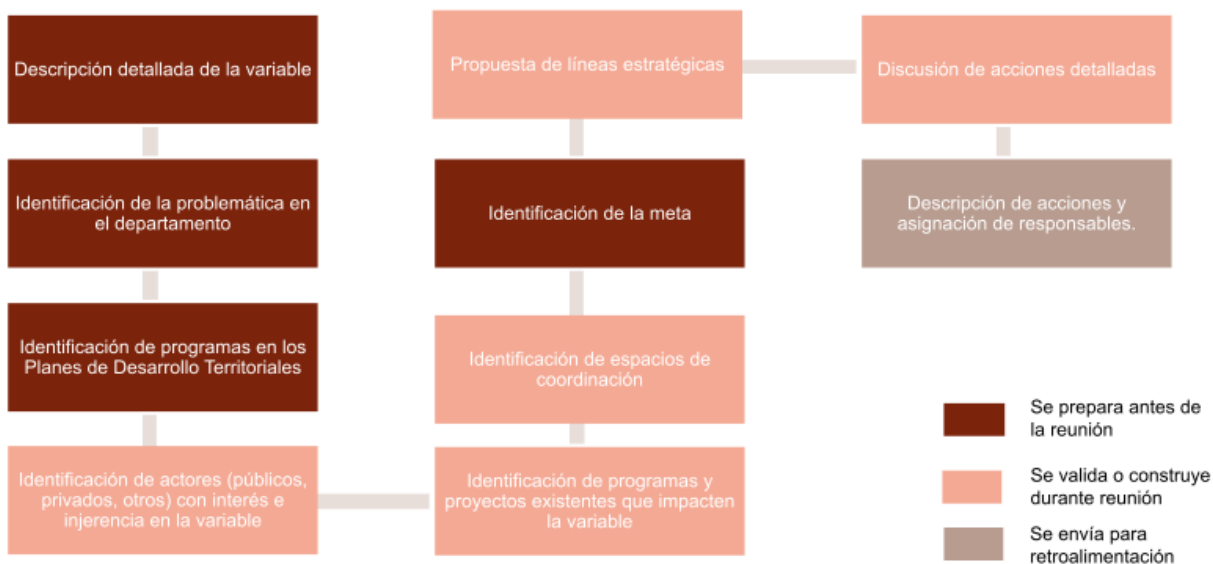 Descripción detallada de la variable
Identificación de la problemática en
el departamento
Identificación de programas en los
Planes de Desarrollo Territoriales
Identificación de actores (públicos,
privados, otros) con interés e
injerencia en la variable
Identificación de programas y
proyectos existentes que impacten
la variable
Identificación de espacios de
coordinación
Identificación de la meta
Propuesta de líneas estratégicas
Discusión de acciones detalladas
Descripción de acciones y
asignación de responsables.
Se prepara antes de
la reunión
Se valida o construye
durante reunión
Se envía para
retroalimentación